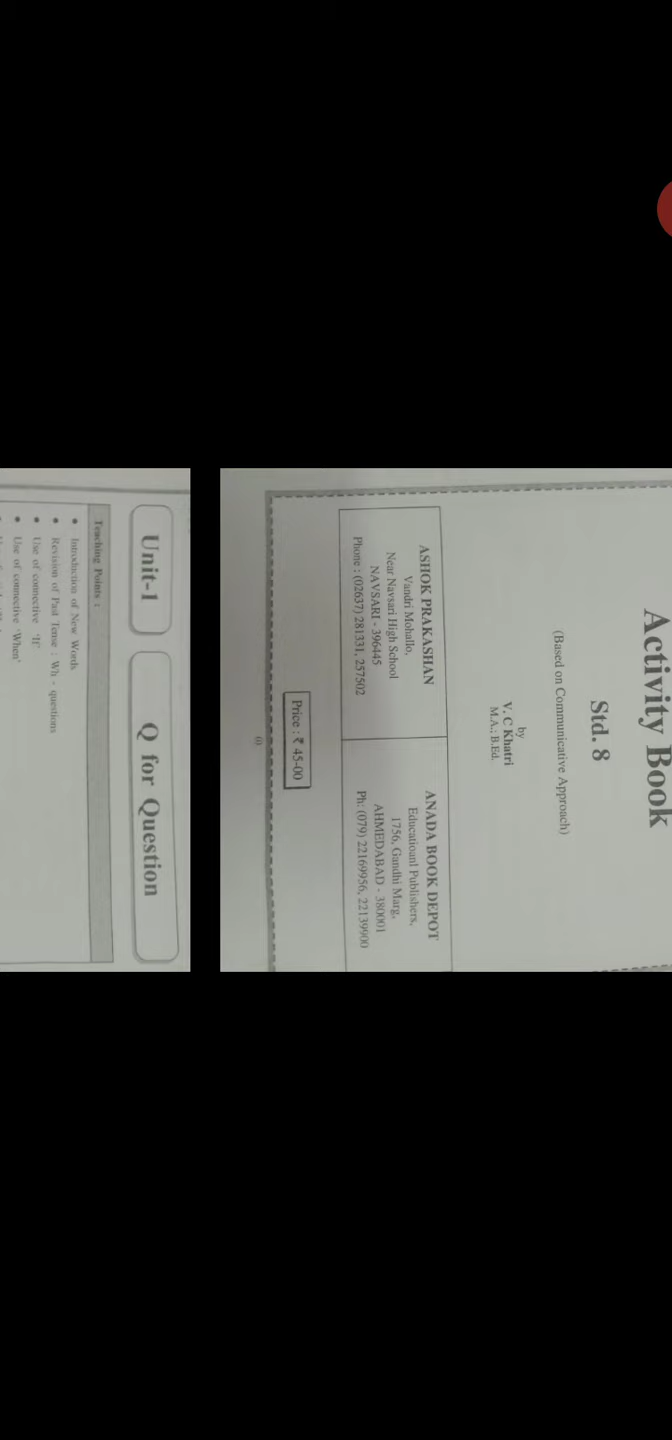 Activity Book
Std. 8
(Based on Communicative Approach)
by
V. C Khatri
M.A.; B.Ed.
ASHOK PRAKASHAN
Vandri Mohallo,
Near Navsari High School
NAVSARI - 396445
Phone : (02637) 281331, 257502
ANADA BOOK DEPOT
Educatiounl Publishers,
1756, Gandhi Marg,
AHMEDABAD - 380001
Ph: (079) 22169956, 22139900
Price : ₹ 45-00
(i)
Unit-1
Q for Question
Teaching Points :
• Introduction of New Words
• Revision of Past Tense : Wh - questions
• Use of connective 'If'
• Use of connective 'When'